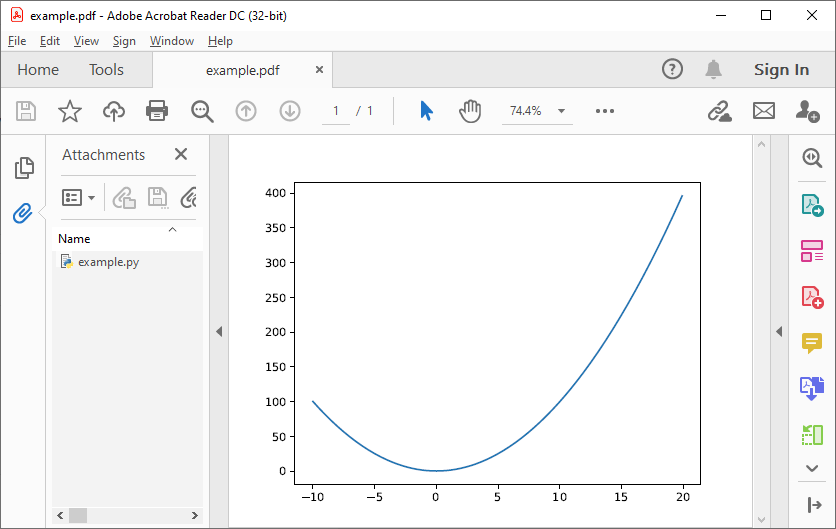 example.pdf - Adobe Acrobat Reader DC (32-bit)
File Edit View Sign Window Help
Home Tools example.pdf × Sign In
1 / 1 74.4%
Attachments
Name
example.py
400
350
300
250
200
150
100
50
0
−10 −5 0 5 10 15 20